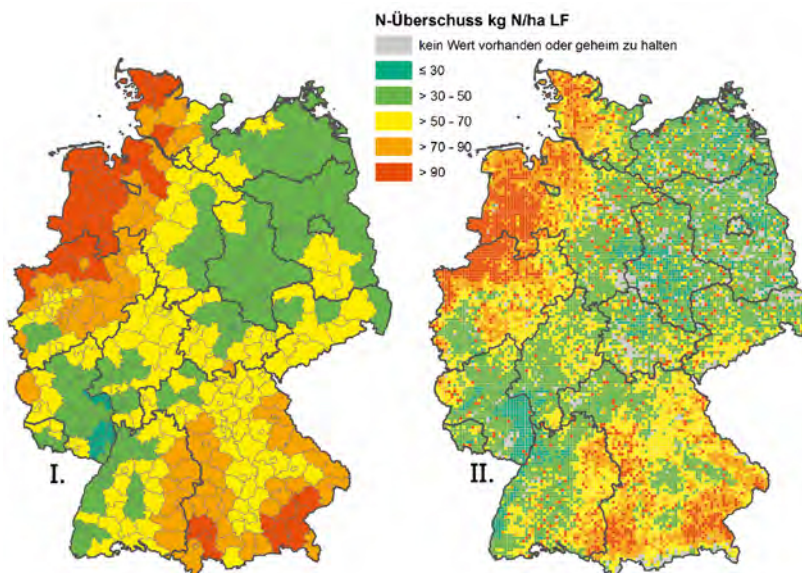 N-Überschuss kg N/ha LF
kein Wert vorhanden oder geheim zu halten
≤ 30
> 30 - 50
> 50 - 70
> 70 - 90
> 90
I.
II.